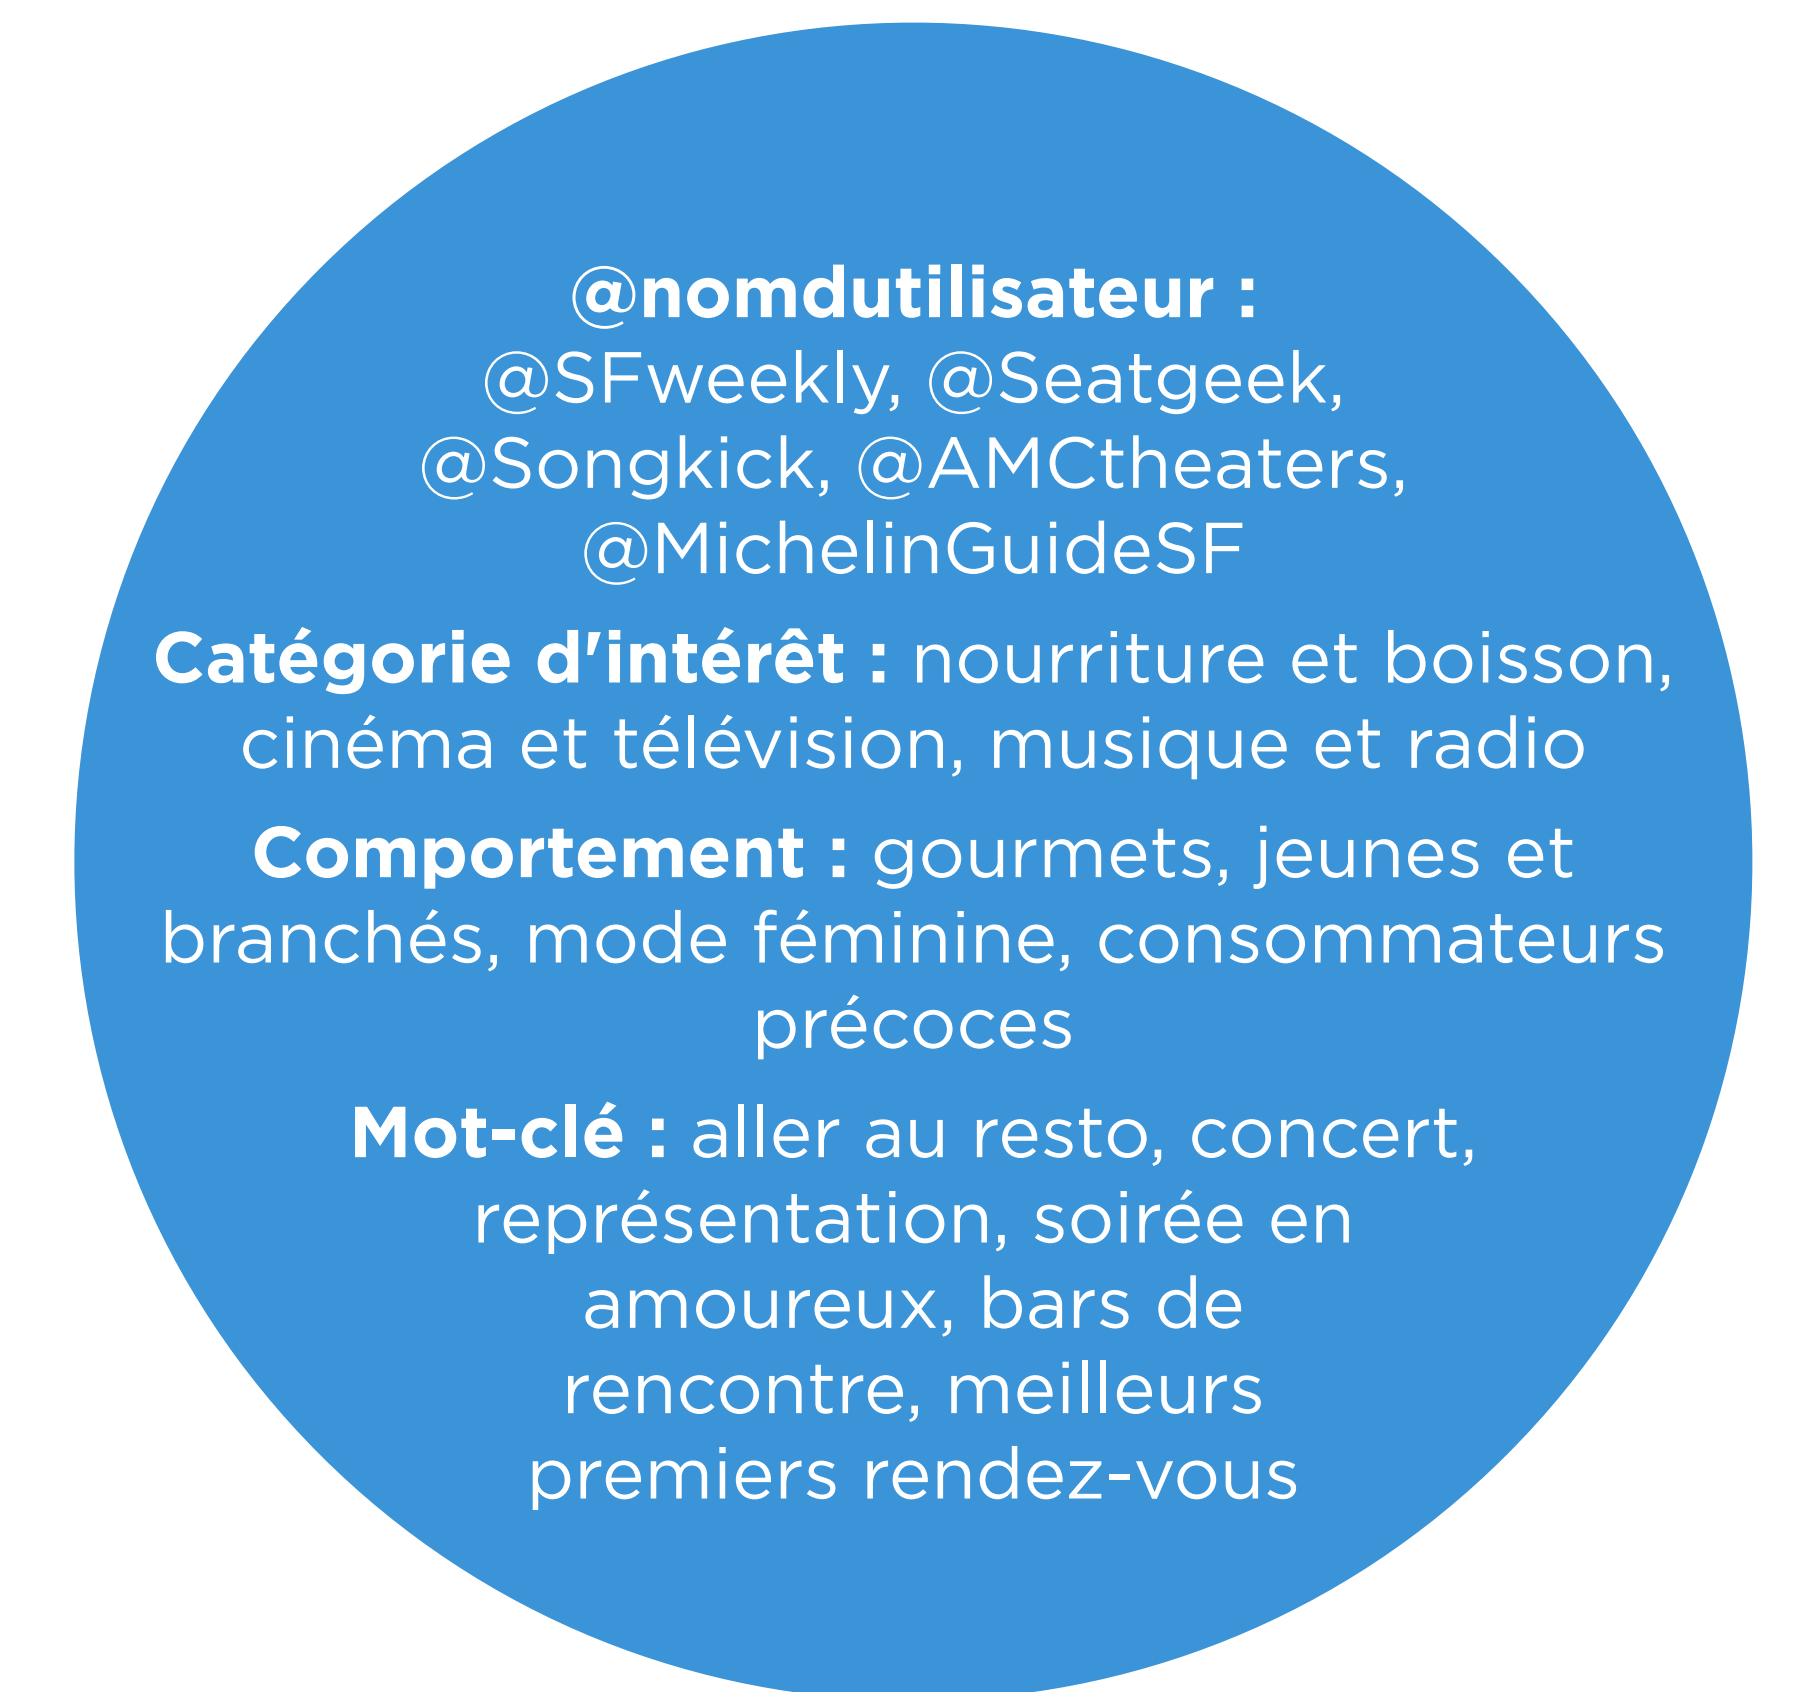 @nomdutilisateur :
@SFweekly, @Seatgeek,
@Songkick, @AMCtheaters,
@MichelinGuideSF
Catégorie d'intérêt : nourriture et boisson,
cinéma et télévision, musique et radio
Comportement : gourmets, jeunes et
branchés, mode féminine, consommateurs
précoces
Mot-clé : aller au resto, concert,
représentation, soirée en
amoureux, bars de
rencontre, meilleurs
premiers rendez-vous